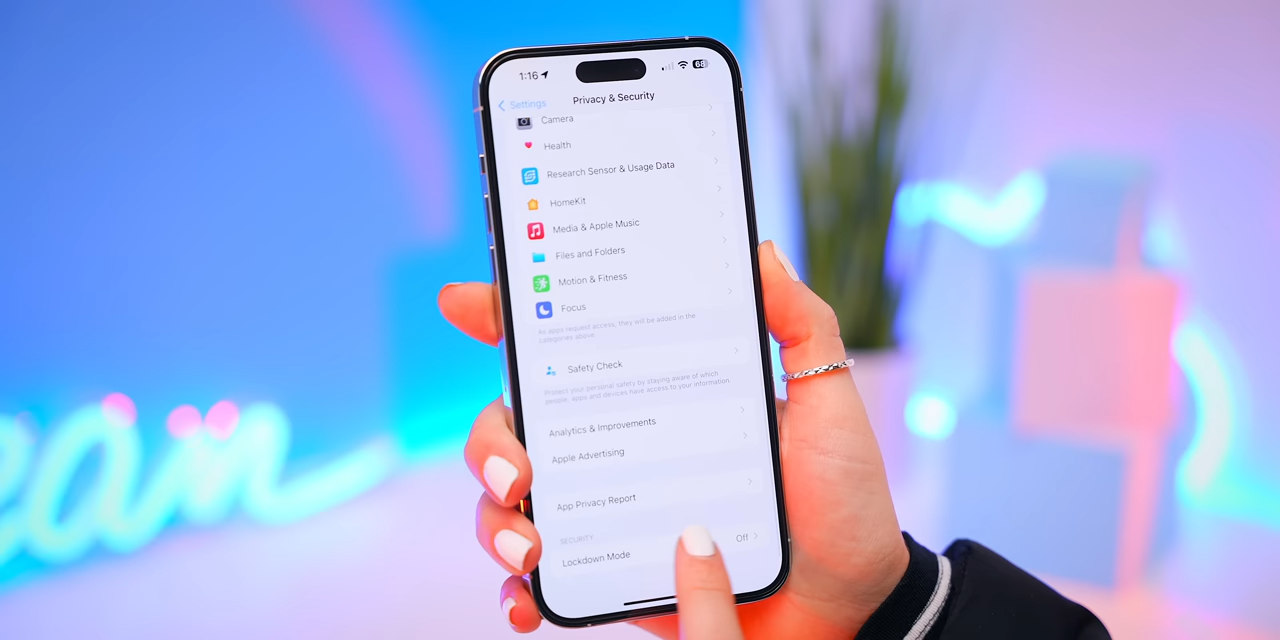 1:16
68
Settings
Privacy & Security
Camera
Health
Research Sensor & Usage Data
HomeKit
Media & Apple Music
Files and Folders
Motion & Fitness
Focus
As apps request access, they will be added in the
categories above.
Safety Check
Protect your personal safety by staying aware of which
people, apps and devices have access to your information.
Analytics & Improvements
Apple Advertising
App Privacy Report
SECURITY
Lockdown Mode
Off
eam